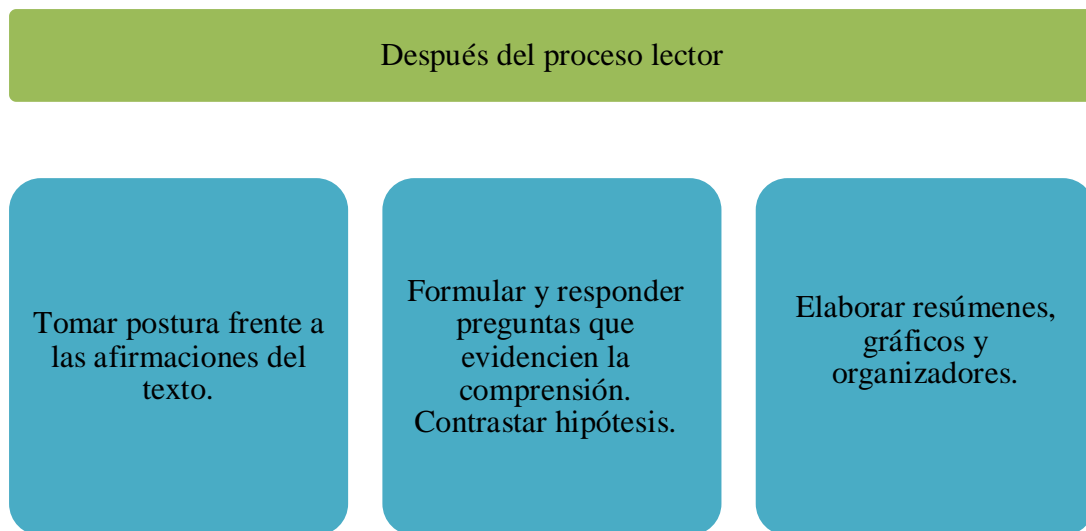 Después del proceso lector
Tomar postura frente a
las afirmaciones del
texto.
Formular y responder
preguntas que
evidencien la
comprensión.
Contrastar hipótesis.
Elaborar resúmenes,
gráficos y
organizadores.